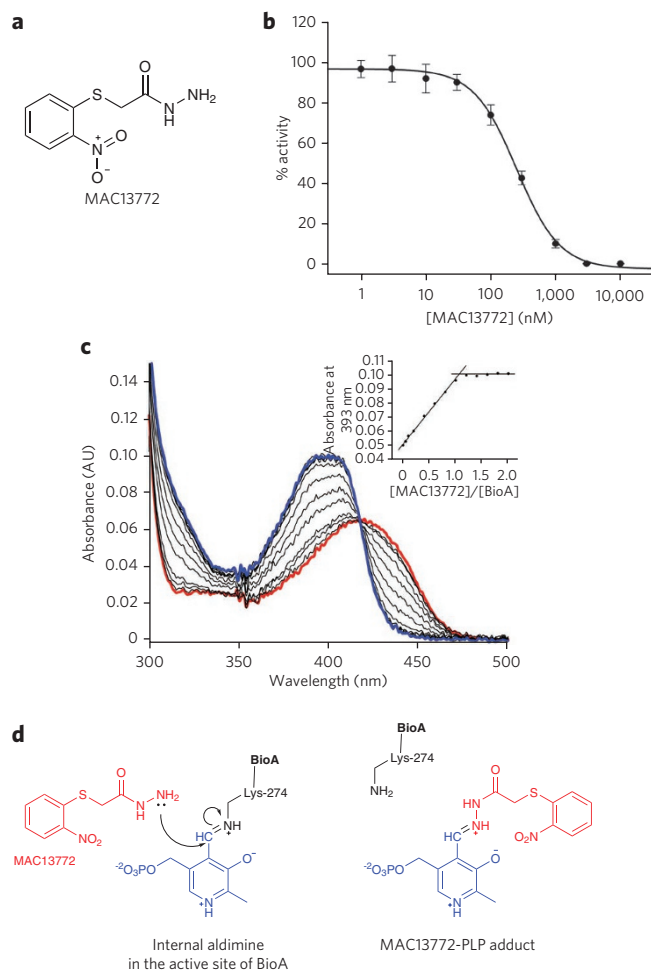 a
O
S
N
H
NH₂
N⁺
O
O⁻
MAC13772
b
120
100
80
60
40
20
0
% activity
1
10
100
1,000
10,000
[MAC13772] (nM)
c
0.14
0.12
0.10
0.08
0.06
0.04
0.02
0
Absorbance (AU)
300
350
400
450
500
Wavelength (nm)
0.11
0.10
0.09
0.08
0.07
0.06
0.05
0.04
Absorbance at
393 nm
0
0.5
1.0
1.5
2.0
[MAC13772]/[BioA]
d
O
S
N
H
NH₂
NO₂
MAC13772
BioA
Lys-274
HC
NH
+
⁻²O₃PO
O⁻
N
H
+
Internal aldimine
in the active site of BioA
BioA
Lys-274
NH₂
O
S
NH
NH
+
O₂N
HC
⁻²O₃PO
O⁻
N
H
MAC13772-PLP adduct